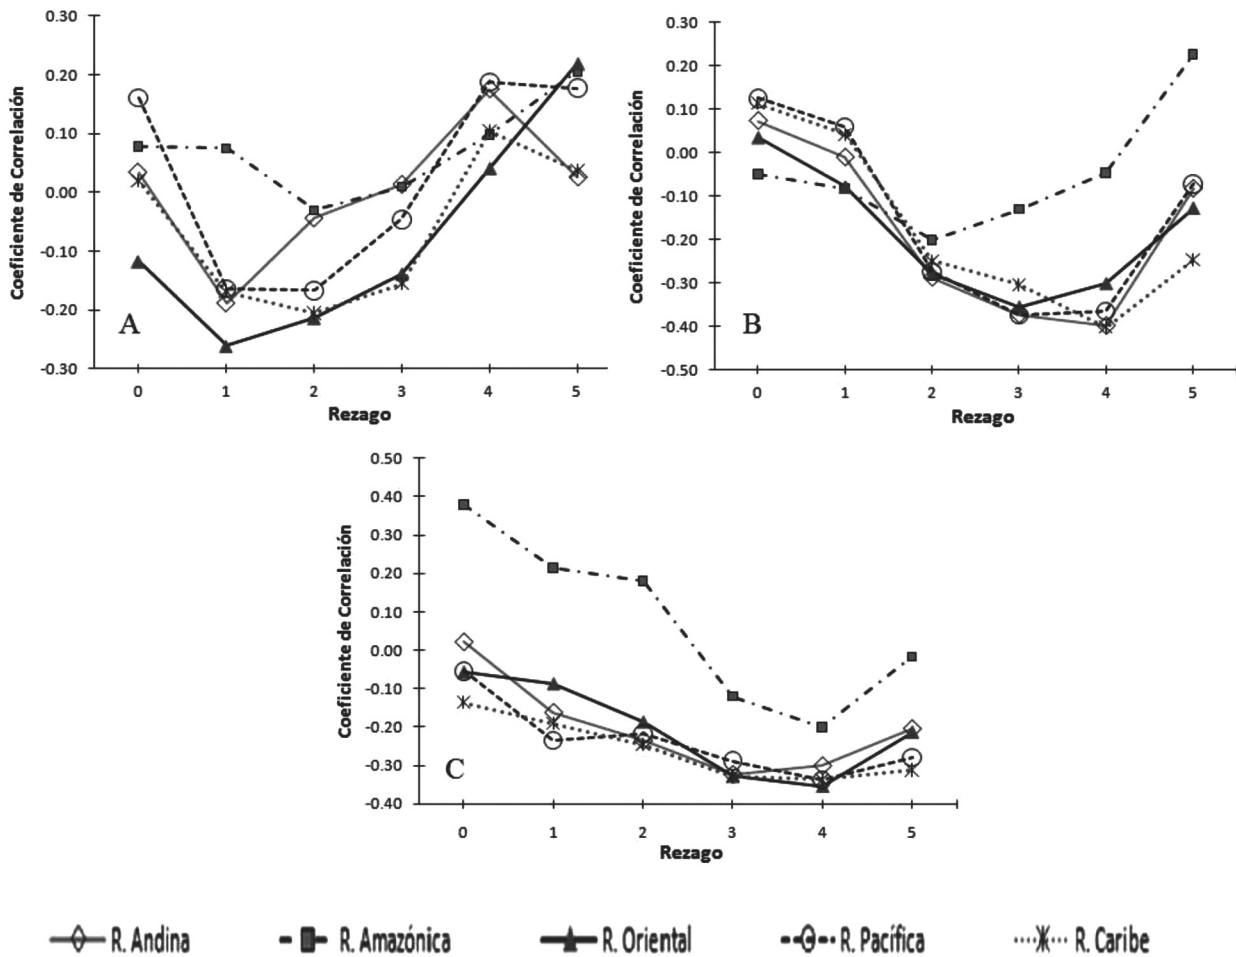 0.30
0.20
0.10
0.00
-0.10
-0.20
-0.30
Coeficiente de Correlación
A
0 1 2 3 4 5
Rezago
0.30
0.20
0.10
0.00
-0.10
-0.20
-0.30
-0.40
-0.50
Coeficiente de Correlación
B
0 1 2 3 4 5
Rezago
0.50
0.40
0.30
0.20
0.10
0.00
-0.10
-0.20
-0.30
-0.40
Coeficiente de Correlación
C
0 1 2 3 4 5
Rezago
R. Andina R. Amazónica R. Oriental R. Pacífica R. Caribe